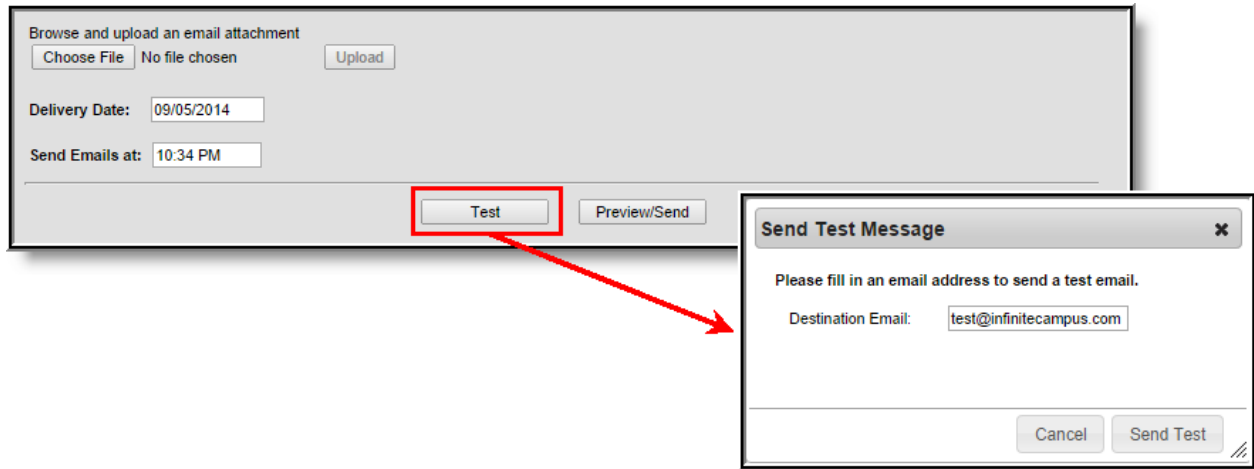 Browse and upload an email attachment
Choose File No file chosen Upload
Delivery Date: 09/05/2014
Send Emails at: 10:34 PM
Test Preview/Send
Send Test Message ✖
Please fill in an email address to send a test email.
Destination Email: test@infinitecampus.com
Cancel Send Test